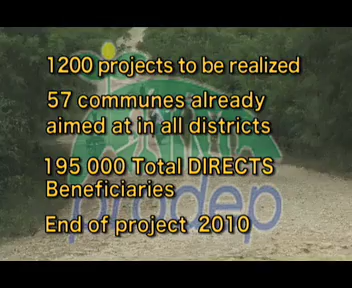 1200 projects to be realized
57 communes already
aimed at in all districts
195 000 Total DIRECTS
Beneficiaries
prodep
End of project 2010